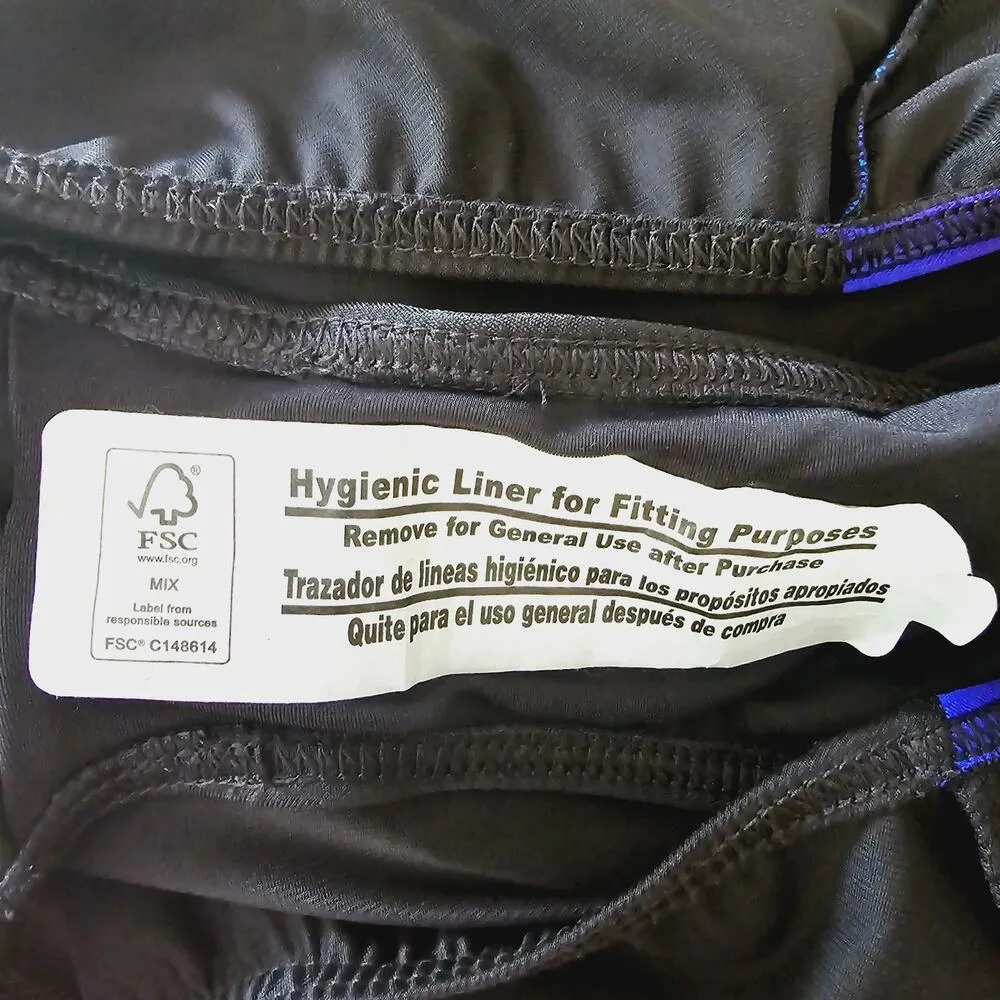 ®
FSC
www.fsc.org
MIX
Label from
responsible sources
FSC® C148614
Hygienic Liner for Fitting Purposes
Remove for General Use after Purchase
Trazador de lineas higiénico para los propósitos apropiados
Quite para el uso general después de compra